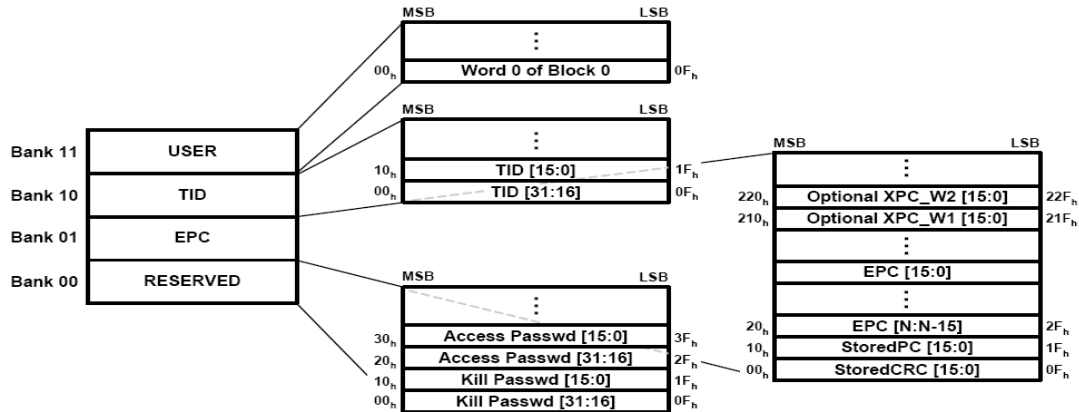 MSB LSB
⋮
00h Word 0 of Block 0 0Fh
MSB LSB
⋮
10h TID [15:0] 1Fh
00h TID [31:16] 0Fh
Bank 11 USER
Bank 10 TID
Bank 01 EPC
Bank 00 RESERVED
MSB LSB
⋮
30h Access Passwd [15:0] 3Fh
20h Access Passwd [31:16] 2Fh
10h Kill Passwd [15:0] 1Fh
00h Kill Passwd [31:16] 0Fh
MSB LSB
⋮
220h Optional XPC_W2 [15:0] 22Fh
210h Optional XPC_W1 [15:0] 21Fh
⋮
EPC [15:0]
⋮
20h EPC [N:N-15] 2Fh
10h StoredPC [15:0] 1Fh
00h StoredCRC [15:0] 0Fh